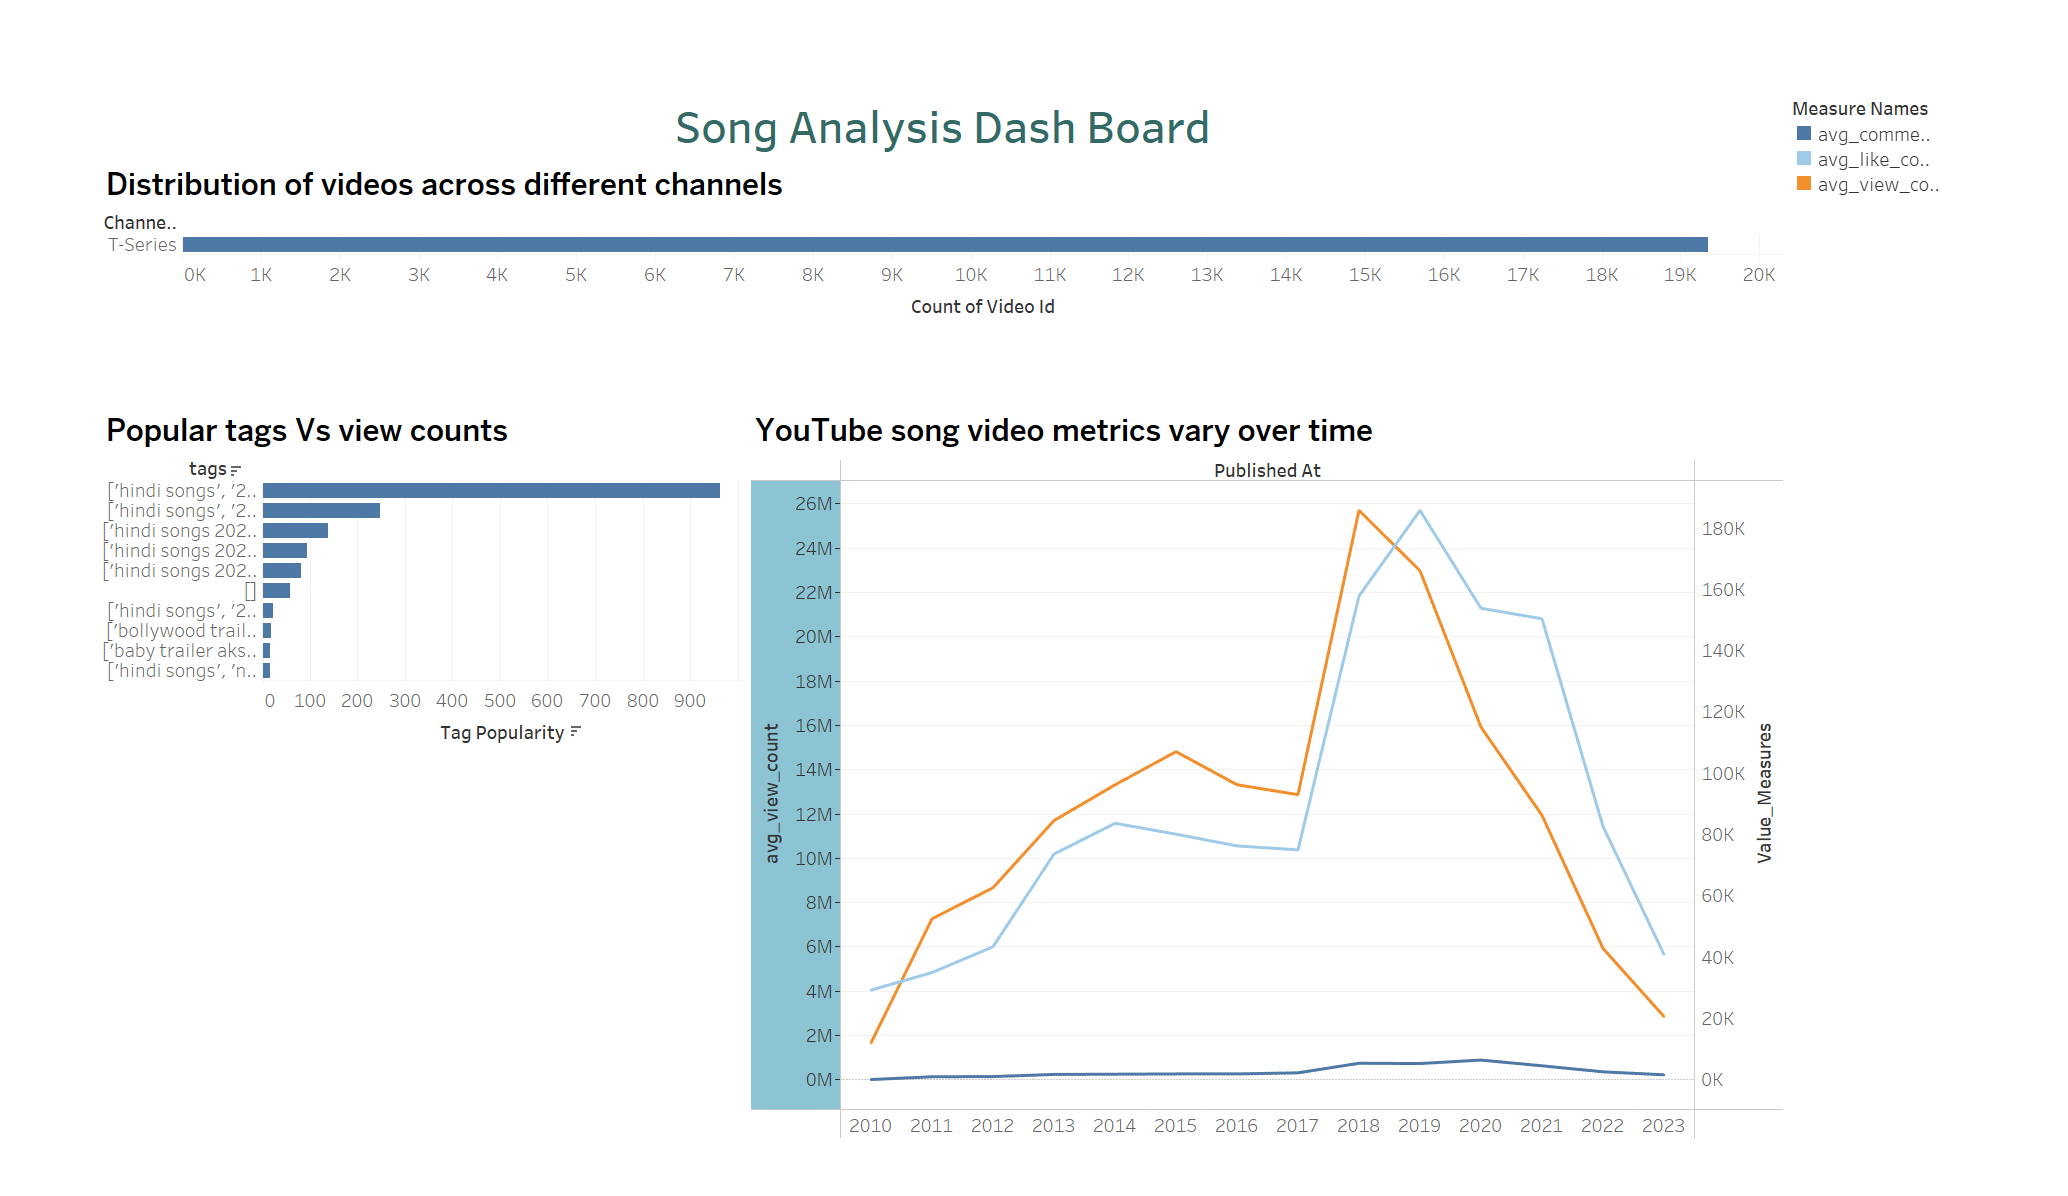 Song Analysis Dash Board
Measure Names
avg_comme..
avg_like_co..
avg_view_co..
Distribution of videos across different channels
Channe..
T-Series
0K 1K 2K 3K 4K 5K 6K 7K 8K 9K 10K 11K 12K 13K 14K 15K 16K 17K 18K 19K 20K
Count of Video Id
Popular tags Vs view counts
tags
['hindi songs', '2..
['hindi songs', '2..
['hindi songs 202..
['hindi songs 202..
['hindi songs 202..
[]
['hindi songs', '2..
['bollywood trail..
['baby trailer aks..
['hindi songs', 'n..
0 100 200 300 400 500 600 700 800 900
Tag Popularity
YouTube song video metrics vary over time
Published At
avg_view_count
26M
24M
22M
20M
18M
16M
14M
12M
10M
8M
6M
4M
2M
0M
180K
160K
140K
120K
100K
80K
60K
40K
20K
0K
Value_Measures
2010 2011 2012 2013 2014 2015 2016 2017 2018 2019 2020 2021 2022 2023